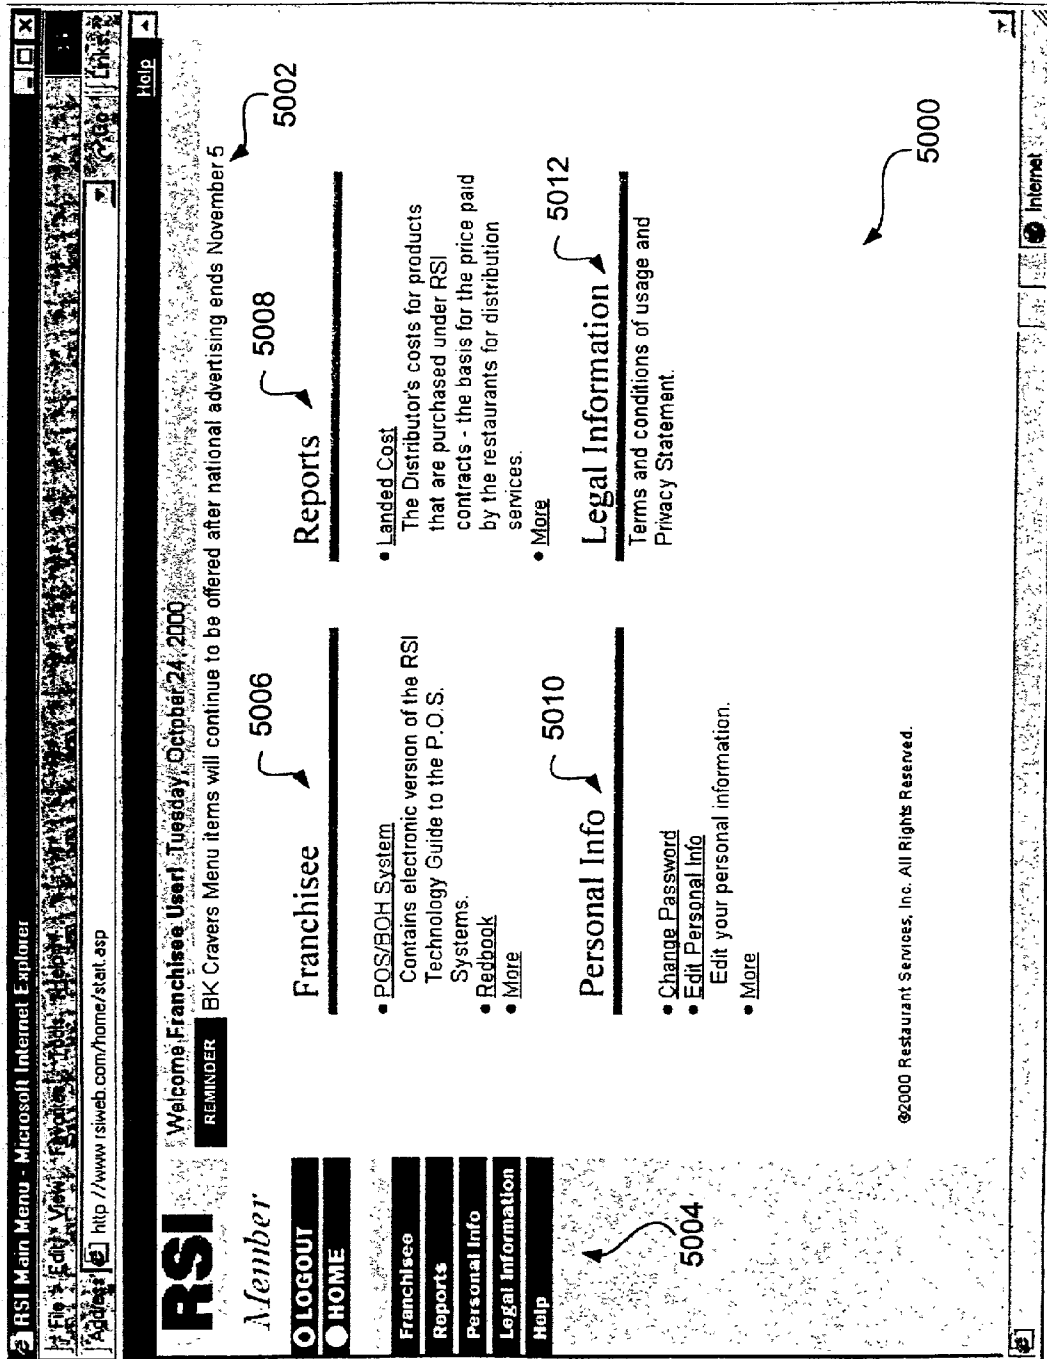 RSI Main Menu - Microsoft Internet Explorer
File Edit View Favorites Tools Help
Address http://www.rsiweb.com/home/start.asp
Go Links
Help
RSI
Member
LOGOUT
HOME
Franchisee
Reports
Personal Info
Legal Information
Help
5004
Welcome Franchisee User! Tuesday, October 24, 2000
REMINDER BK Cravers Menu items will continue to be offered after national advertising ends November 5
5002
5006
Franchisee
• POS/BOH System
Contains electronic version of the RSI
Technology Guide to the P.O.S.
Systems.
• Redbook
• More
5008
Reports
• Landed Cost
The Distributor's costs for products
that are purchased under RSI
contracts - the basis for the price paid
by the restaurants for distribution
services.
• More
5010
Personal Info
• Change Password
• Edit Personal Info
Edit your personal information.
• More
5012
Legal Information
Terms and conditions of usage and
Privacy Statement.
5000
©2000 Restaurant Services, Inc. All Rights Reserved.
Internet